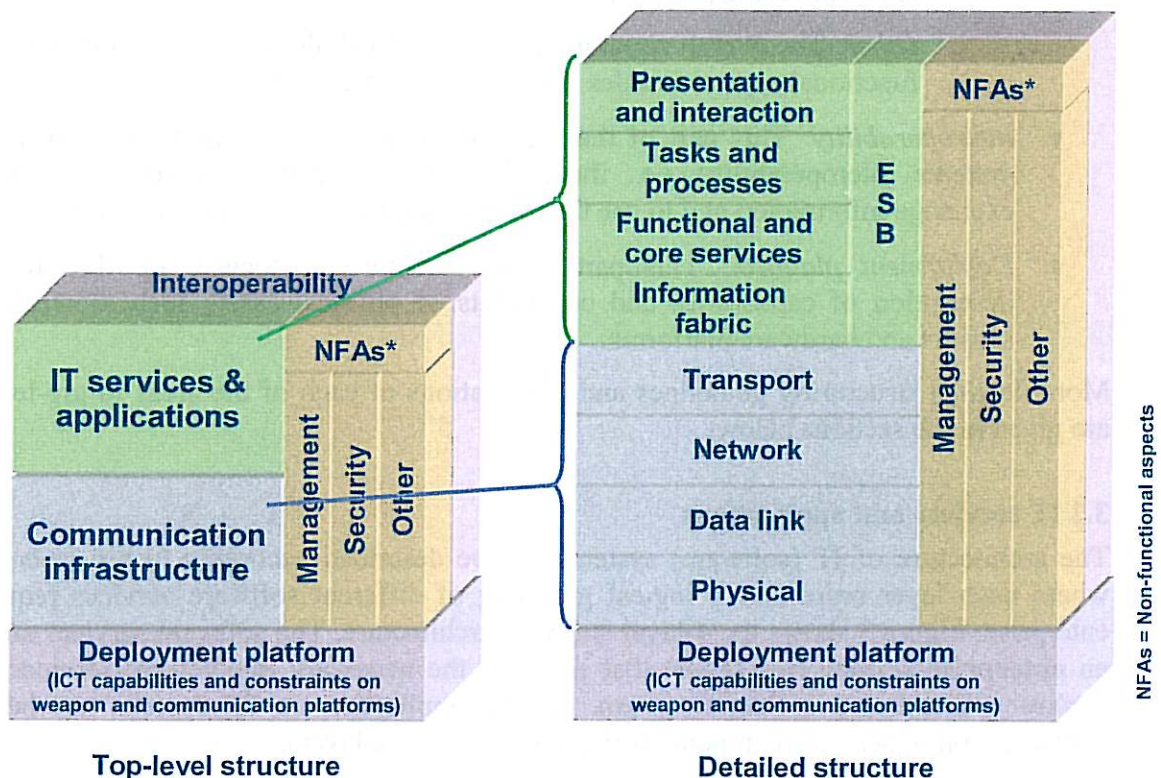 Interoperability
IT services &
applications
NFAs*
Management
Security
Other
Communication
infrastructure
Deployment platform
(ICT capabilities and constraints on
weapon and communication platforms)
Top-level structure
Presentation
and interaction
Tasks and
processes
Functional and
core services
Information
fabric
E
S
B
NFAs*
Management
Security
Other
Transport
Network
Data link
Physical
Deployment platform
(ICT capabilities and constraints on
weapon and communication platforms)
Detailed structure
NFAs = Non-functional aspects